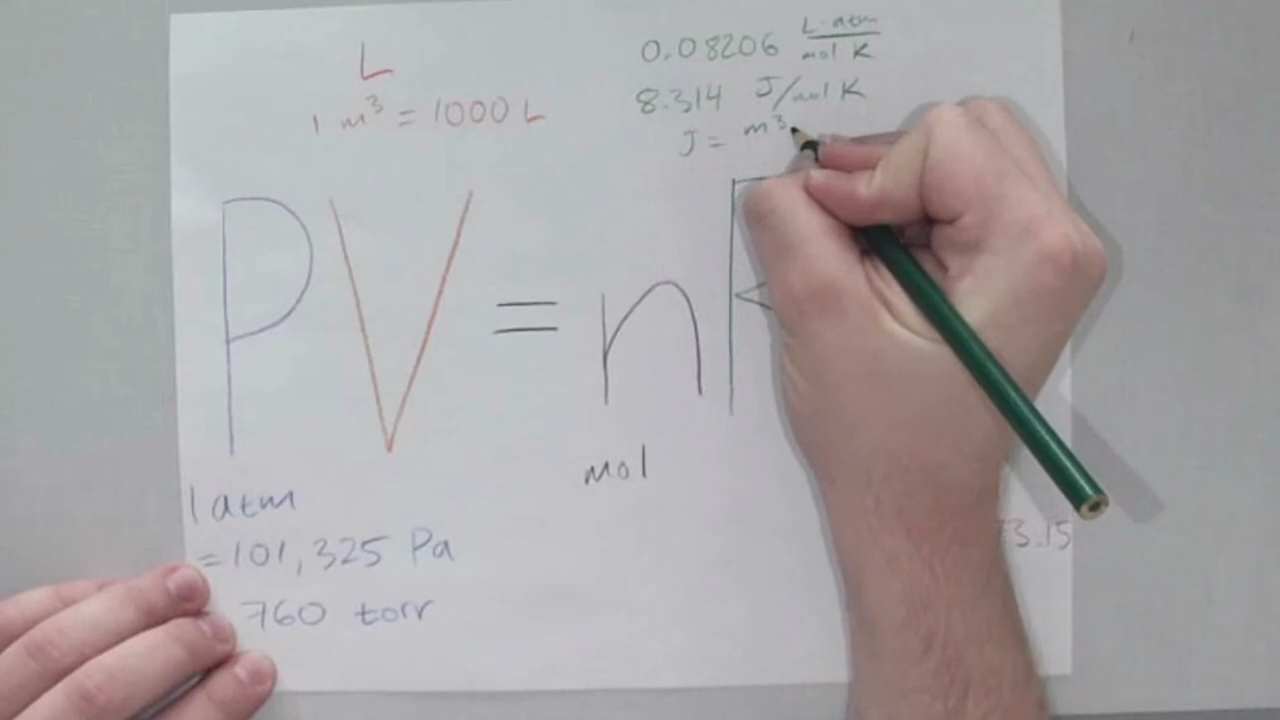 L
1 m³ = 1000 L
0.08206 L·atm / mol K
8.314 J/mol K
J = m³
PV = n
mol
1 atm
= 101,325 Pa
760 torr
3.15